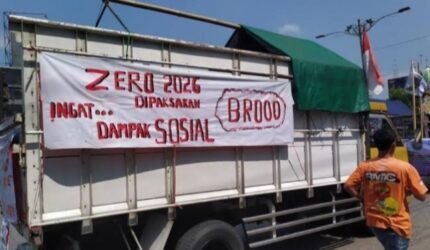 ZERO 2026
DIPAKSAKAN
INGAT...
DAMPAK SOSIAL
BROOO